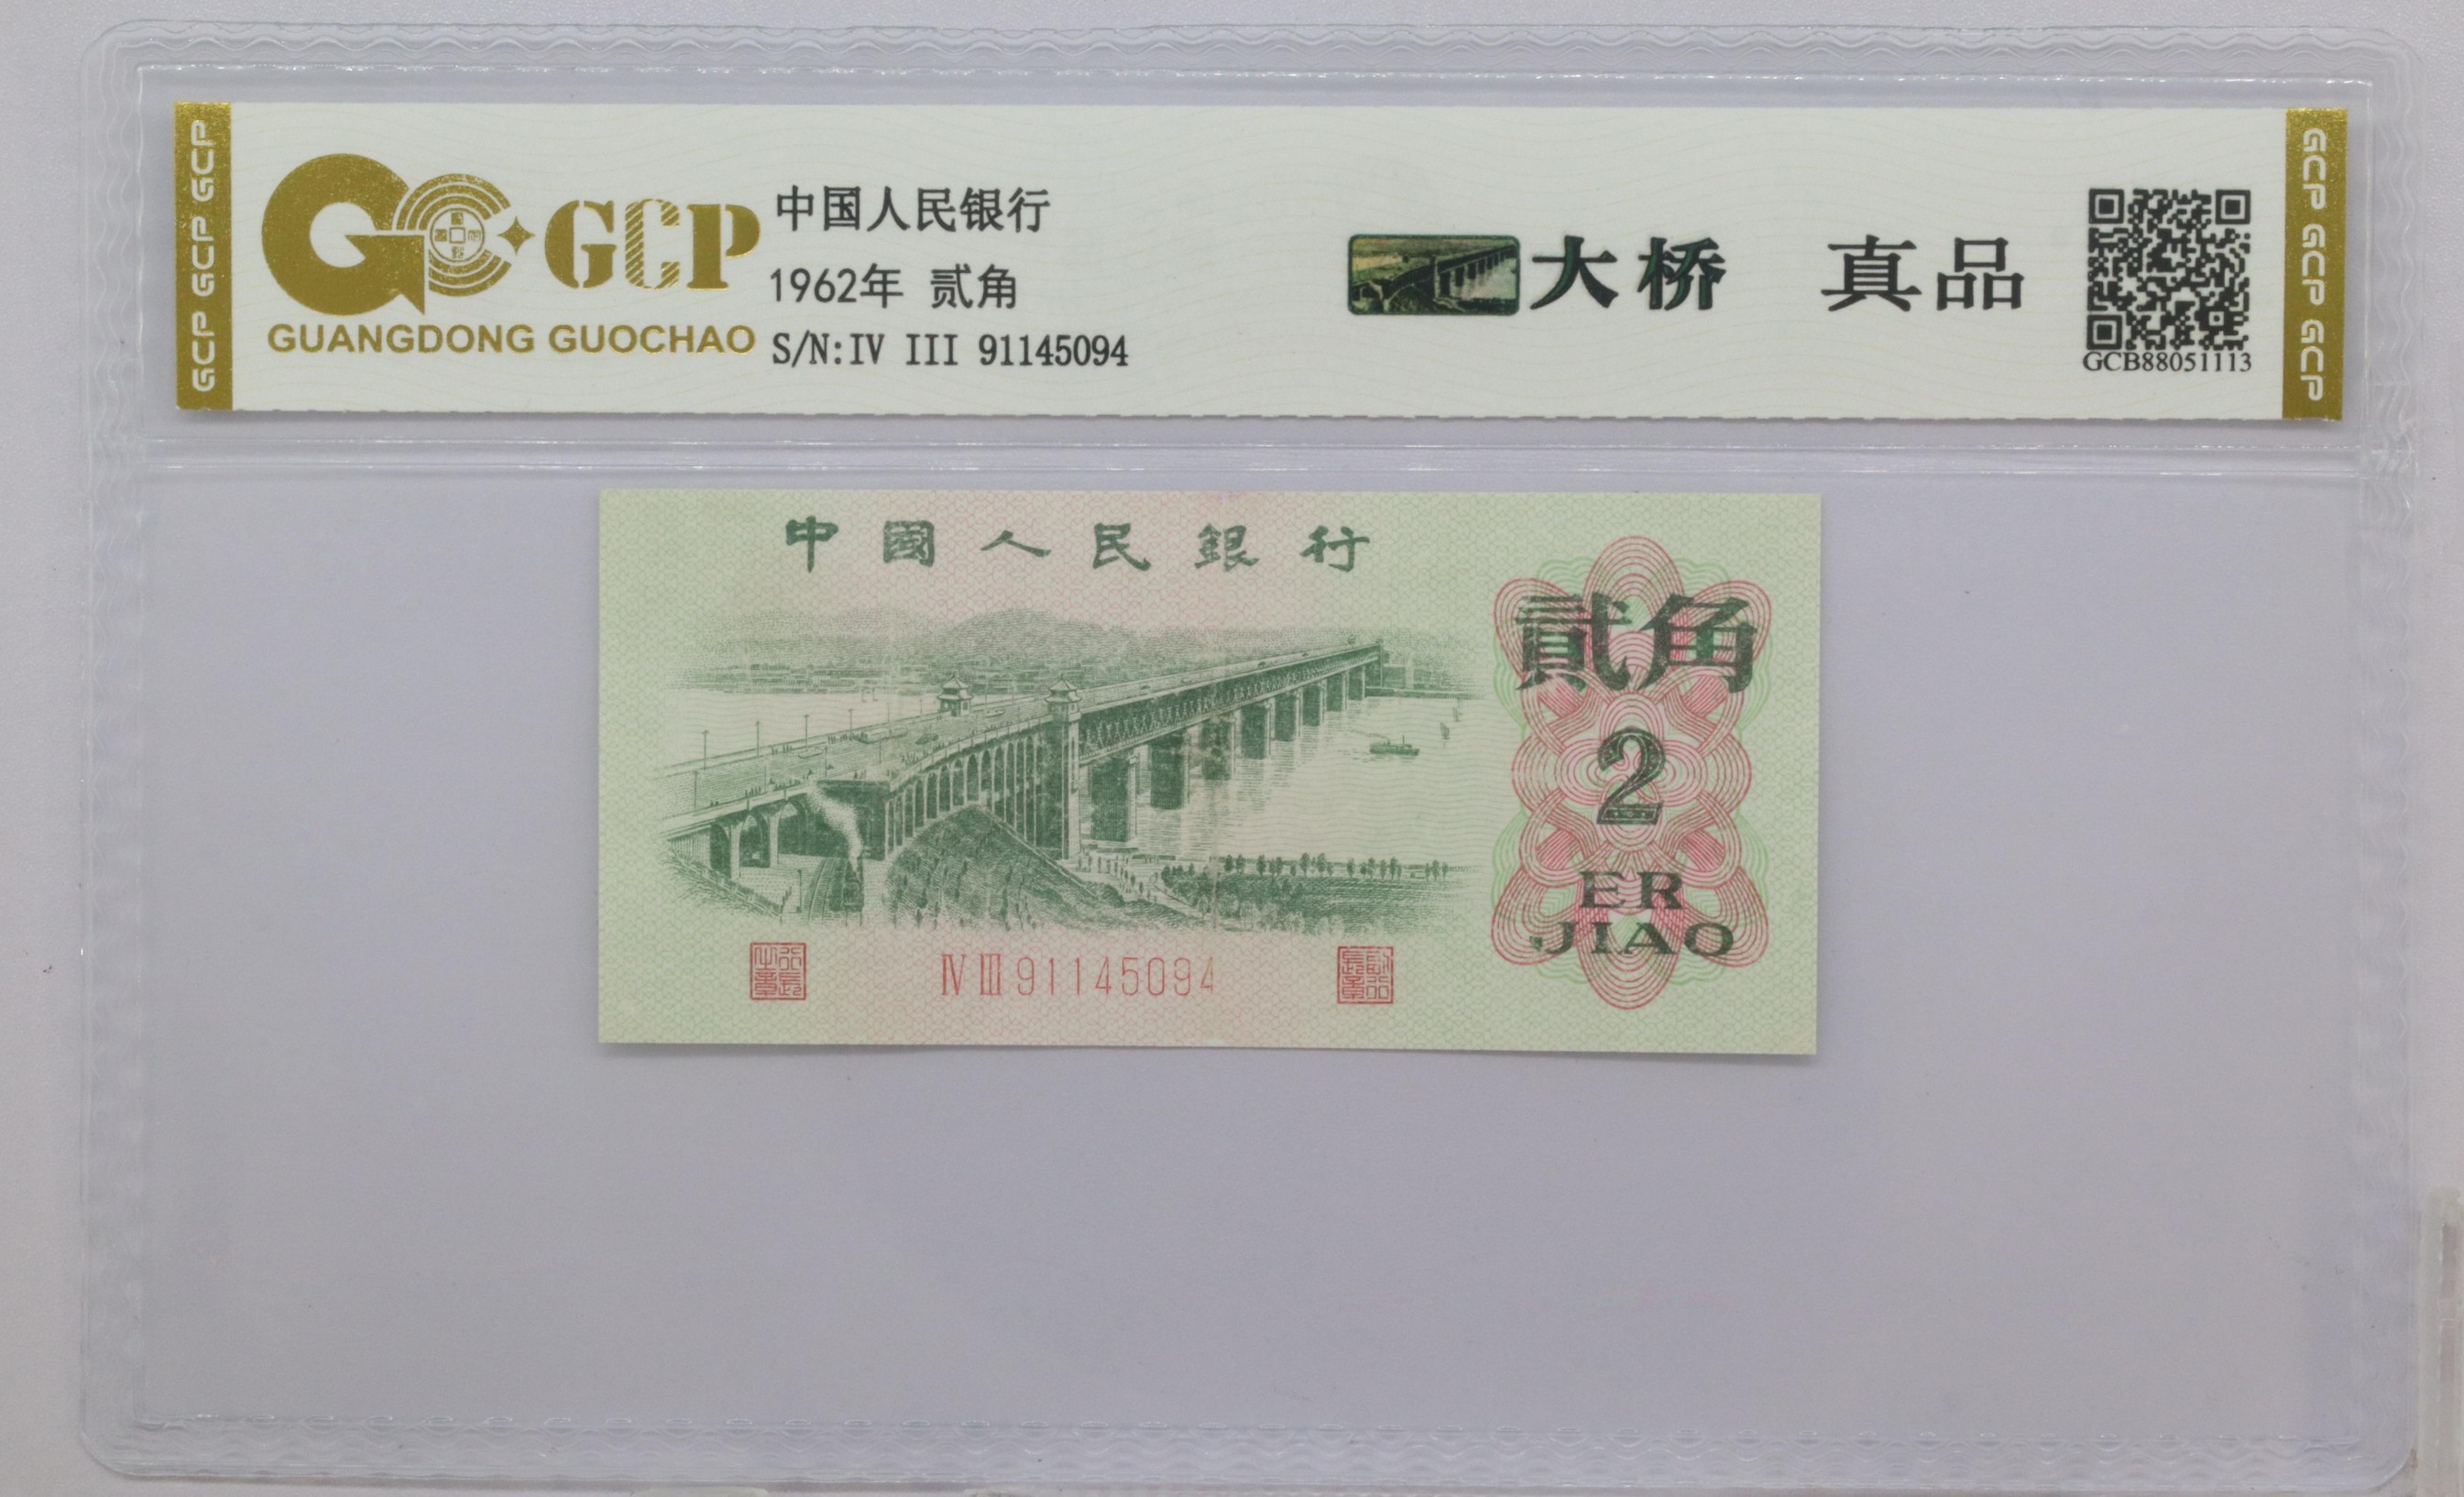 GCP GCP GCP
GCP
GUANGDONG GUOCHAO
中国人民银行
1962年 贰角
S/N:IV III 91145094
大桥 真品
GCB88051113
GCP GCP GCP
中國人民銀行
貳角
2
ER
JIAO
Ⅳ Ⅲ 91145094